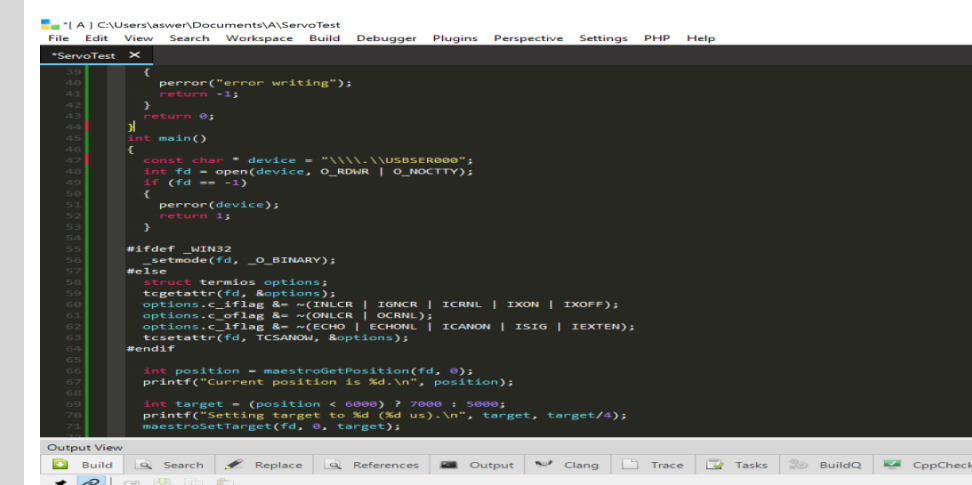 *[ A ] C:\Users\aswer\Documents\A\ServoTest
File Edit View Search Workspace Build Debugger Plugins Perspective Settings PHP Help
*ServoTest ✕
39 {
40 perror("error writing");
41 return -1;
42 }
43 return 0;
44 }
45 int main()
46 {
47 const char * device = "\\\\.\\USBSER000";
48 int fd = open(device, O_RDWR | O_NOCTTY);
49 if (fd == -1)
50 {
51 perror(device);
52 return 1;
53 }
54
55 #ifdef _WIN32
56 _setmode(fd, _O_BINARY);
57 #else
58 struct termios options;
59 tcgetattr(fd, &options);
60 options.c_iflag &= ~(INLCR | IGNCR | ICRNL | IXON | IXOFF);
61 options.c_oflag &= ~(ONLCR | OCRNL);
62 options.c_lflag &= ~(ECHO | ECHONL | ICANON | ISIG | IEXTEN);
63 tcsetattr(fd, TCSANOW, &options);
64 #endif
65
66 int position = maestroGetPosition(fd, 0);
67 printf("Current position is %d.\n", position);
68
69 int target = (position < 6000) ? 7000 : 5000;
70 printf("Setting target to %d (%d us).\n", target, target/4);
71 maestroSetTarget(fd, 0, target);
Output View
Build Search Replace References Output Clang Trace Tasks BuildQ CppCheck